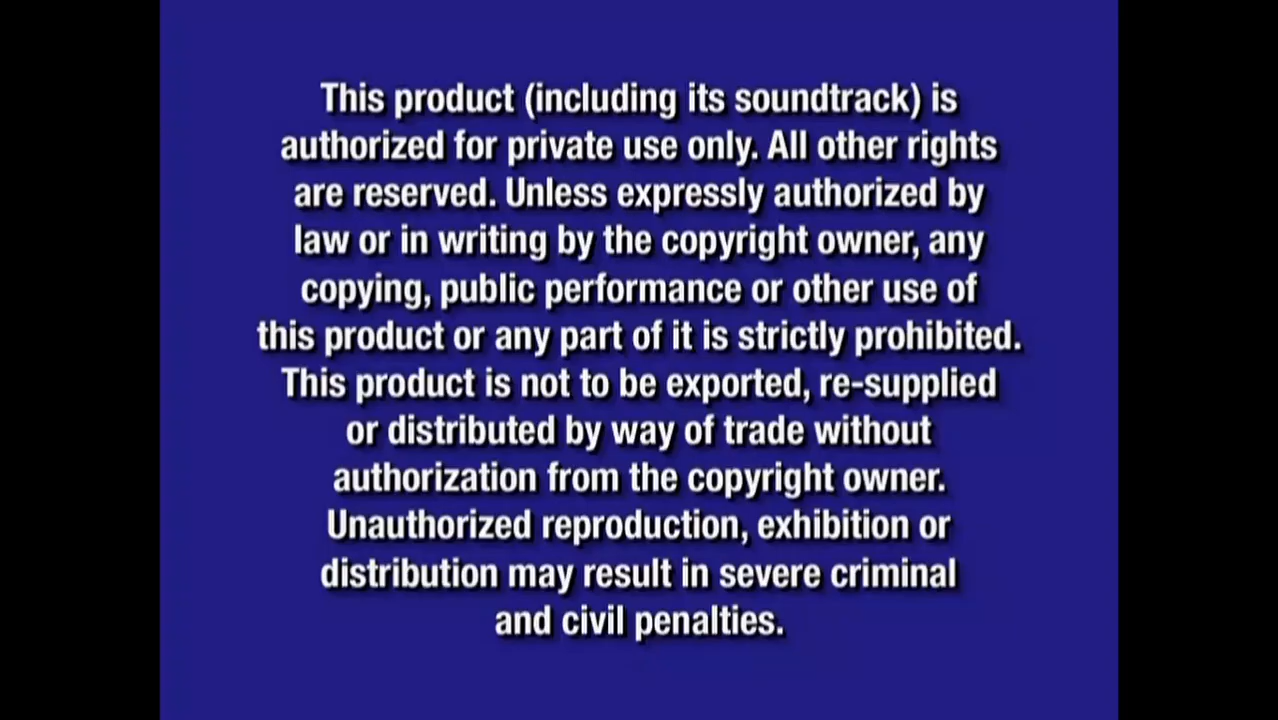 This product (including its soundtrack) is
authorized for private use only. All other rights
are reserved. Unless expressly authorized by
law or in writing by the copyright owner, any
copying, public performance or other use of
this product or any part of it is strictly prohibited.
This product is not to be exported, re-supplied
or distributed by way of trade without
authorization from the copyright owner.
Unauthorized reproduction, exhibition or
distribution may result in severe criminal
and civil penalties.